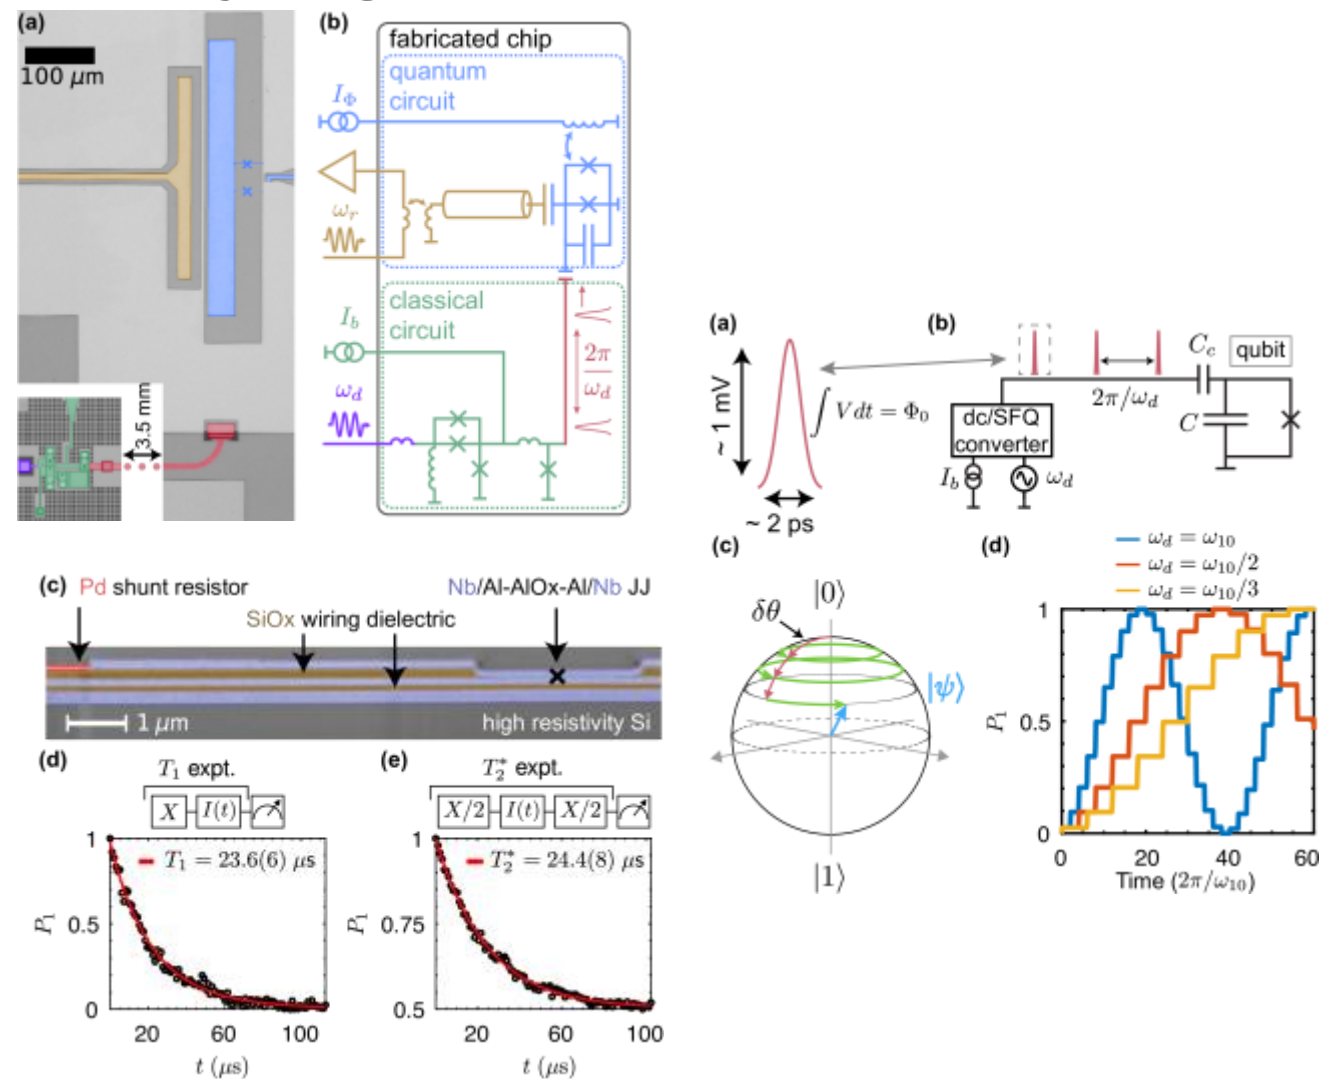 (a)
100 μm
3.5 mm
(b)
fabricated chip
quantum
circuit
I_Φ
ω_r
classical
circuit
I_b
2π
ω_d
ω_d
(c)
Pd shunt resistor
Nb/Al-AlOx-Al/Nb JJ
SiOx wiring dielectric
1 μm
high resistivity Si
(d)
T_1 expt.
X
I(t)
T_1 = 23.6(6) μs
P_1
1
0.5
0
20
60
100
t (μs)
(e)
T_2^* expt.
X/2
I(t)
X/2
T_2^* = 24.4(8) μs
P_1
1
0.75
0.5
20
60
100
t (μs)
(a)
~ 1 mV
∫ V dt = Φ_0
~ 2 ps
(b)
C_c
qubit
2π/ω_d
dc/SFQ
converter
C
I_b
ω_d
(c)
|0⟩
δθ
|ψ⟩
|1⟩
(d)
ω_d = ω_10
ω_d = ω_10/2
ω_d = ω_10/3
P_1
1
0.5
0
0
20
40
60
Time (2π/ω_10)